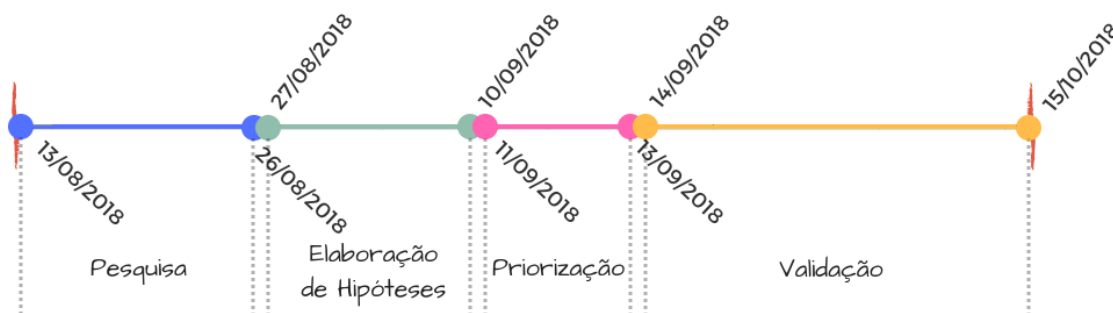 13/08/2018
26/08/2018
27/08/2018
10/09/2018
11/09/2018
13/09/2018
14/09/2018
15/10/2018
Pesquisa
Elaboração
de Hipóteses
Priorização
Validação